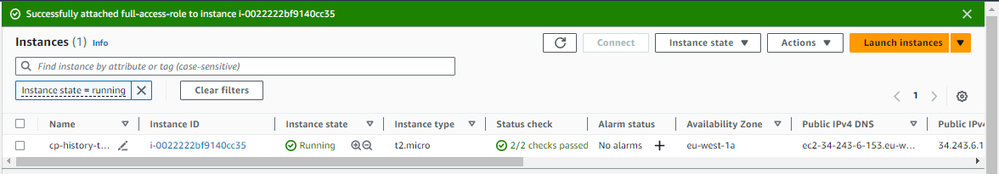 Successfully attached full-access-role to instance i-0022222bf9140cc35
Instances (1) Info
Connect
Instance state
Actions
Launch instances
Find instance by attribute or tag (case-sensitive)
Instance state = running
Clear filters
1
Name Instance ID Instance state Instance type Status check Alarm status Availability Zone Public IPv4 DNS Public IPv4
cp-history-t... i-0022222bf9140cc35 Running t2.micro 2/2 checks passed No alarms + eu-west-1a ec2-34-243-6-153.eu-w... 34.243.6.1